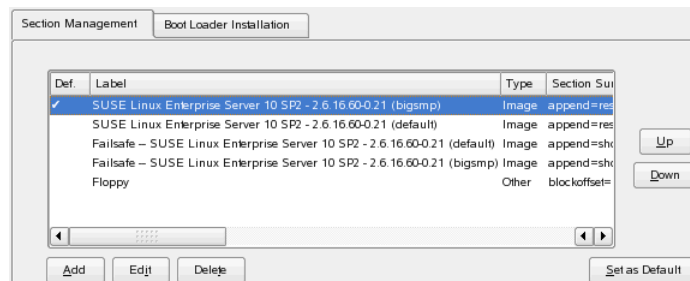 Section Management Boot Loader Installation
Def. Label Type Section Sur
SUSE Linux Enterprise Server 10 SP2 - 2.6.16.60-0.21 (bigsmp) Image append=res
SUSE Linux Enterprise Server 10 SP2 - 2.6.16.60-0.21 (default) Image append=res
Failsafe -- SUSE Linux Enterprise Server 10 SP2 - 2.6.16.60-0.21 (default) Image append=sho
Failsafe -- SUSE Linux Enterprise Server 10 SP2 - 2.6.16.60-0.21 (bigsmp) Image append=sho
Floppy Other blockoffset=
Up
Down
Add Edit Delete Set as Default